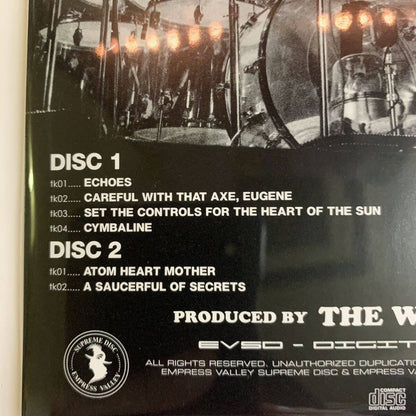 DISC 1
tk01..... ECHOES
tk02..... CAREFUL WITH THAT AXE, EUGENE
tk03..... SET THE CONTROLS FOR THE HEART OF THE SUN
tk04..... CYMBALINE
DISC 2
tk01..... ATOM HEART MOTHER
tk02..... A SAUCERFUL OF SECRETS
PRODUCED BY THE W
EVSD - DIGIT
ALL RIGHTS RESERVED. UNAUTHORIZED DUPLICATIO
EMPRESS VALLEY SUPREME DISC & EMPRESS VA
SUPREME DISC
EMPRESS VALLEY
COMPACT
disc
DIGITAL AUDIO